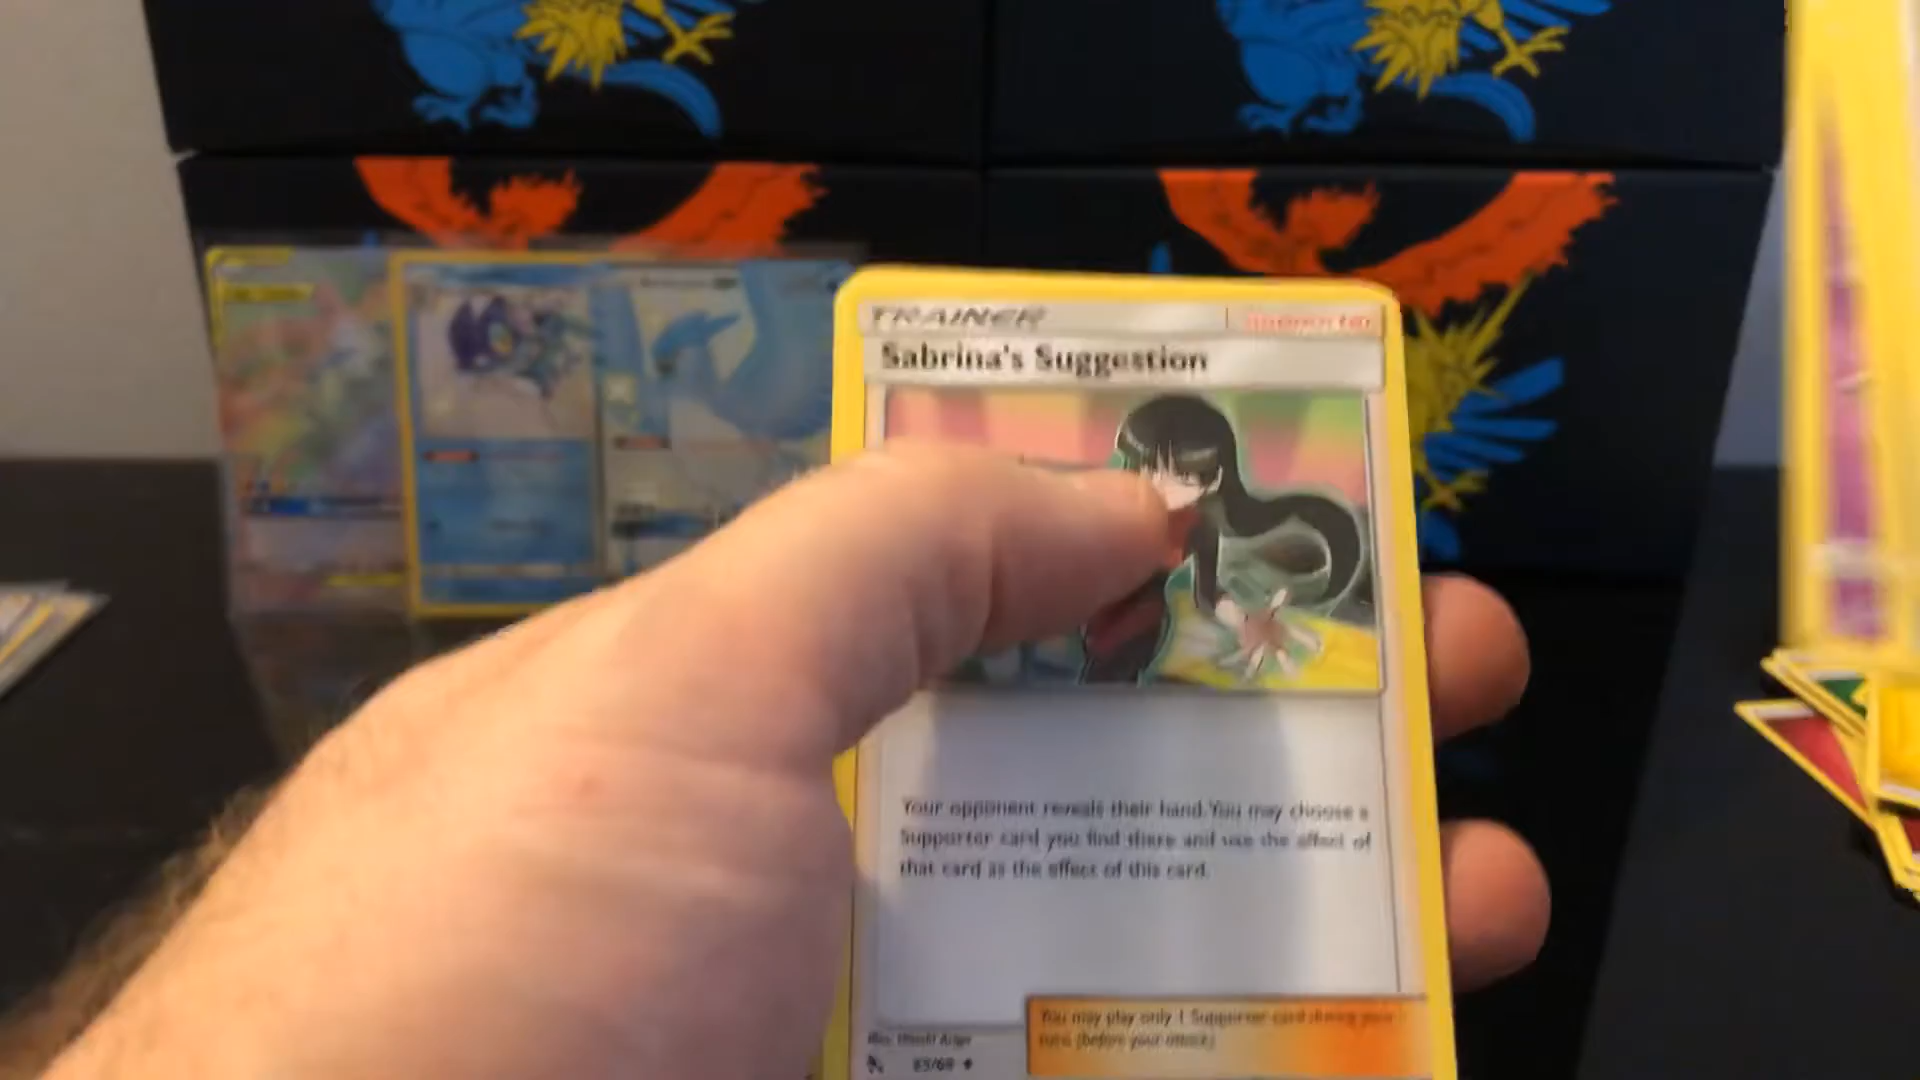 TRAINER
Supporter
Sabrina's Suggestion
Your opponent reveals their hand. You may choose a
Supporter card you find there and use the effect of
that card as the effect of this card.
You may play only 1 Supporter card during your
turn (before your attack).